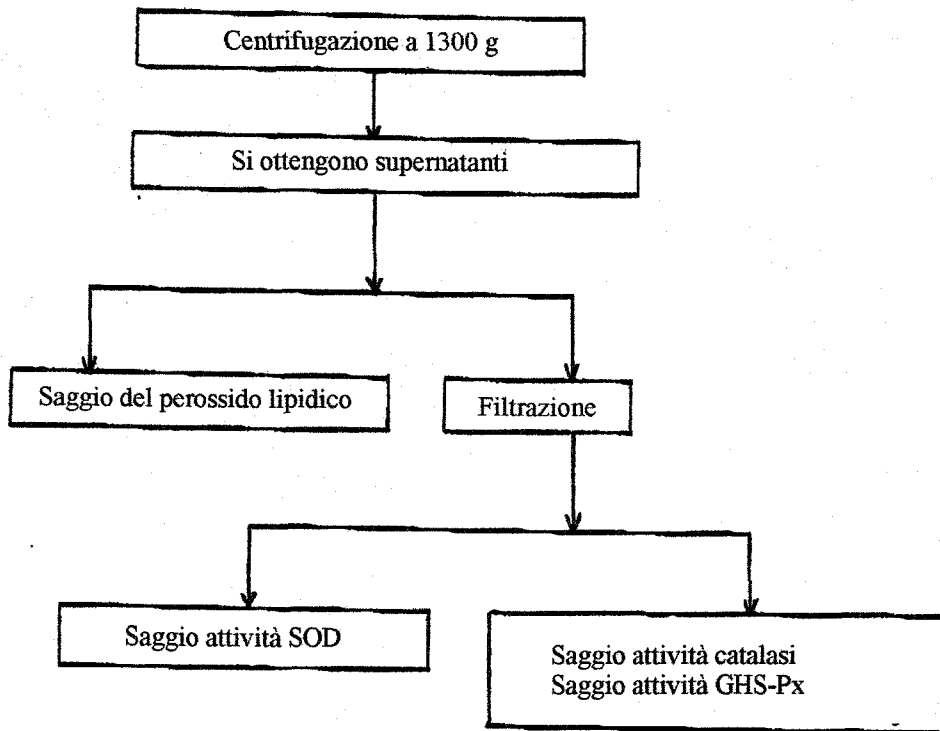 Centrifugazione a 1300 g
Si ottengono supernatanti
Saggio del perossido lipidico
Filtrazione
Saggio attività SOD
Saggio attività catalasi
Saggio attività GHS-Px